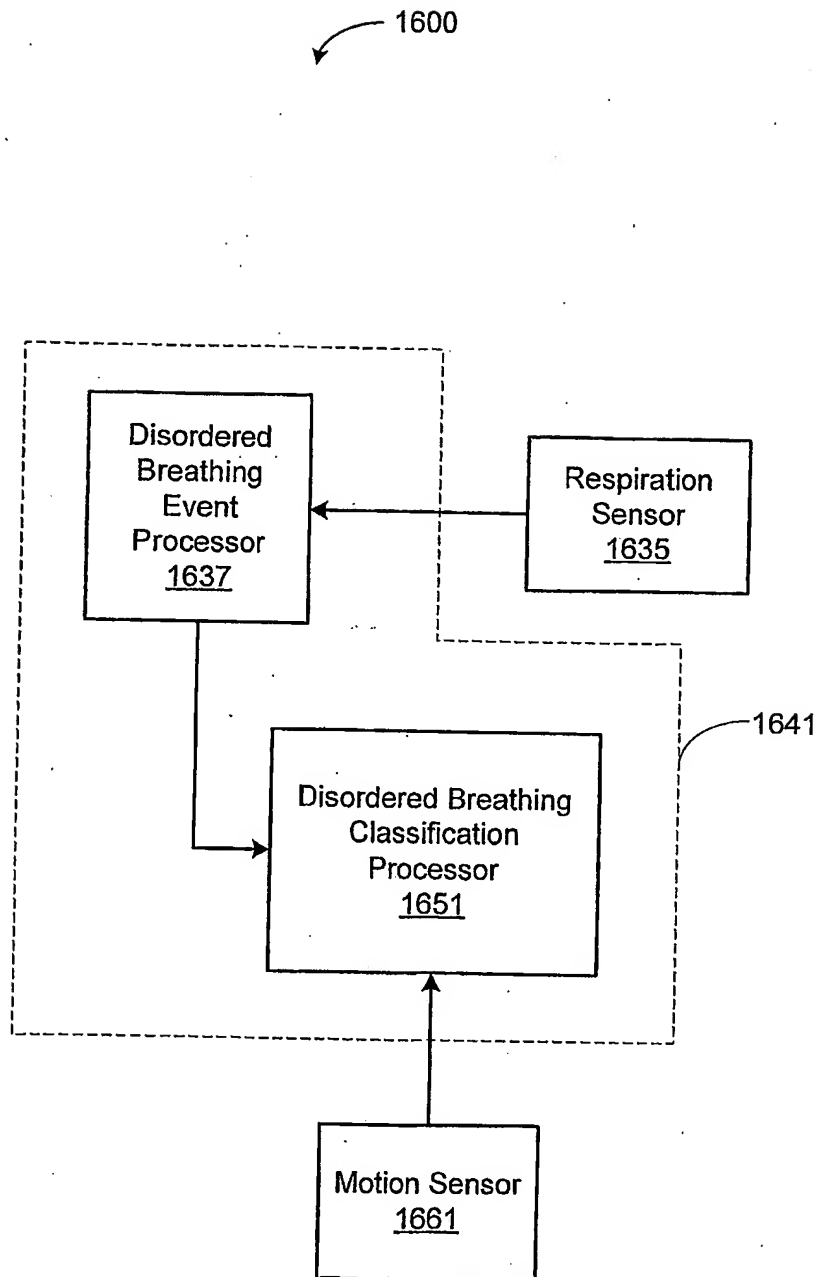 1600
Disordered
Breathing
Event
Processor
1637
Respiration
Sensor
1635
1641
Disordered Breathing
Classification
Processor
1651
Motion Sensor
1661